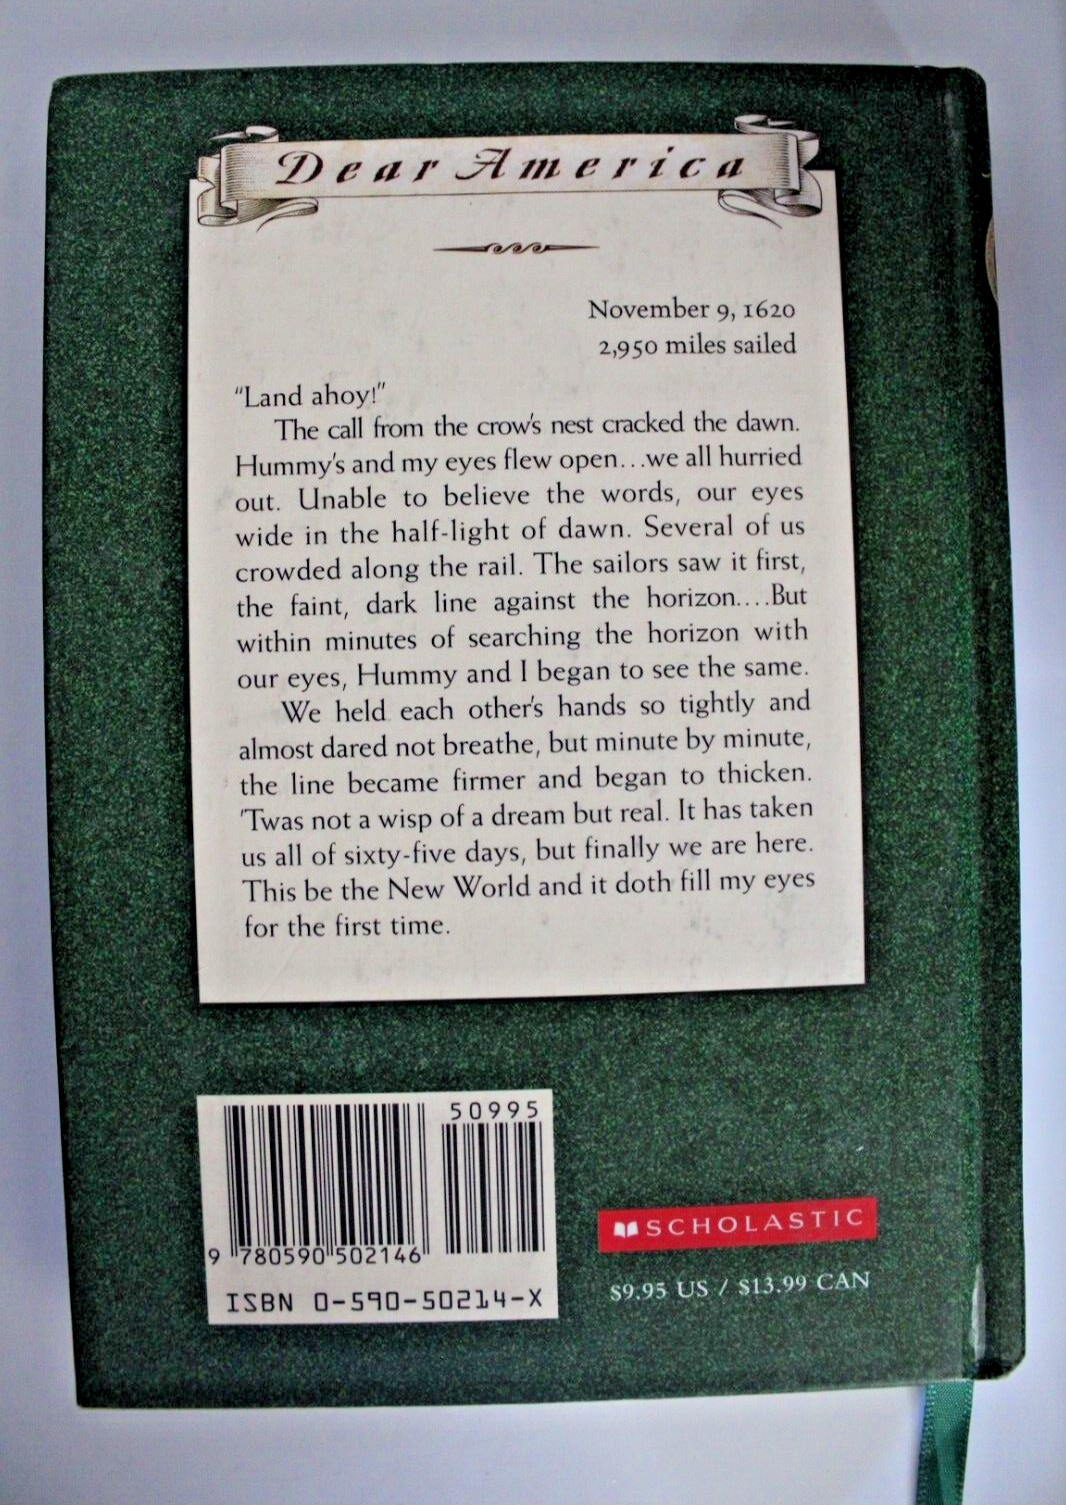 Dear America
November 9, 1620
2,950 miles sailed
“Land ahoy!”
The call from the crow's nest cracked the dawn.
Hummy's and my eyes flew open...we all hurried
out. Unable to believe the words, our eyes
wide in the half-light of dawn. Several of us
crowded along the rail. The sailors saw it first,
the faint, dark line against the horizon....But
within minutes of searching the horizon with
our eyes, Hummy and I began to see the same.
We held each other's hands so tightly and
almost dared not breathe, but minute by minute,
the line became firmer and began to thicken.
'Twas not a wisp of a dream but real. It has taken
us all of sixty-five days, but finally we are here.
This be the New World and it doth fill my eyes
for the first time.
50995
9 780590 502146
ISBN 0-590-50214-X
SCHOLASTIC
$9.95 US / $13.99 CAN